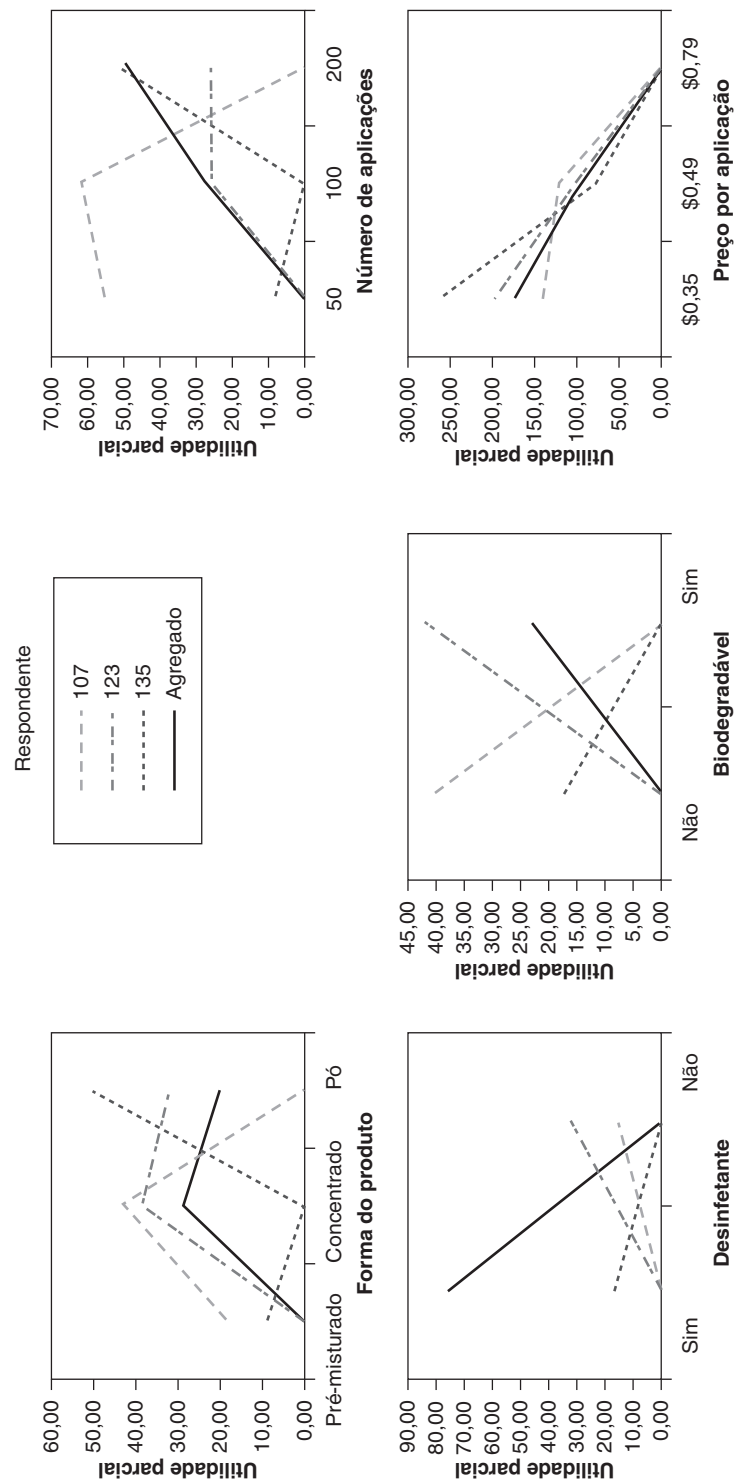 Respondente
107
123
135
Agregado
Utilidade parcial
60,00
50,00
40,00
30,00
20,00
10,00
0,00
Pré-misturado Concentrado Pó
Forma do produto
Utilidade parcial
70,00
60,00
50,00
40,00
30,00
20,00
10,00
0,00
50 100 200
Número de aplicações
Utilidade parcial
90,00
80,00
70,00
60,00
50,00
40,00
30,00
20,00
10,00
0,00
Sim Não
Desinfetante
Utilidade parcial
45,00
40,00
35,00
30,00
25,00
20,00
15,00
10,00
5,00
0,00
Não Sim
Biodegradável
Utilidade parcial
300,00
250,00
200,00
150,00
100,00
50,00
0,00
$0,35 $0,49 $0,79
Preço por aplicação